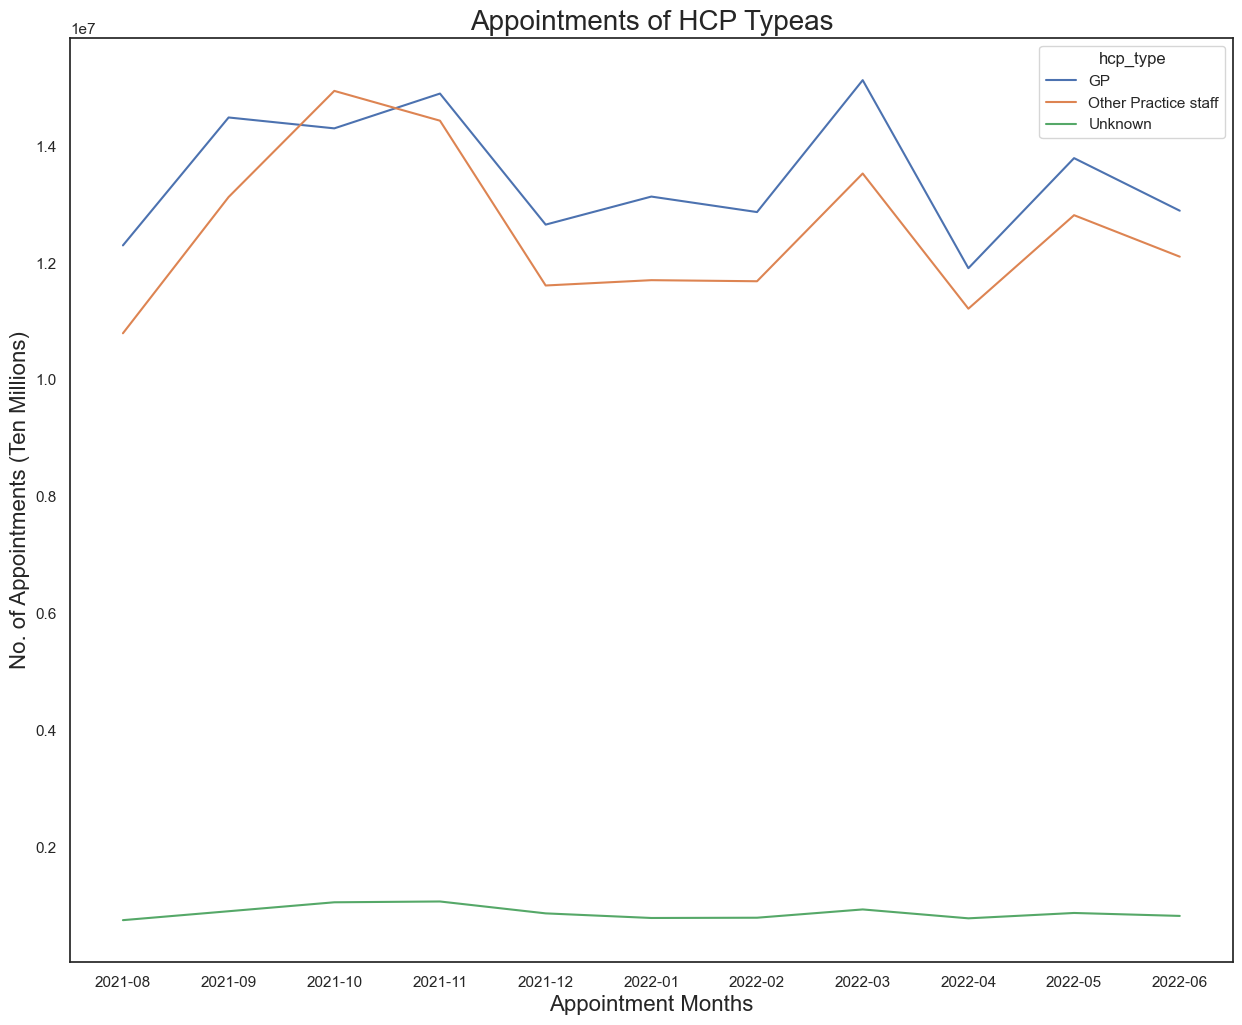 Appointments of HCP Typeas
1e7
hcp_type
GP
Other Practice staff
Unknown
1.4
1.2
1.0
0.8
0.6
0.4
0.2
No. of Appointments (Ten Millions)
2021-08 2021-09 2021-10 2021-11 2021-12 2022-01 2022-02 2022-03 2022-04 2022-05 2022-06
Appointment Months